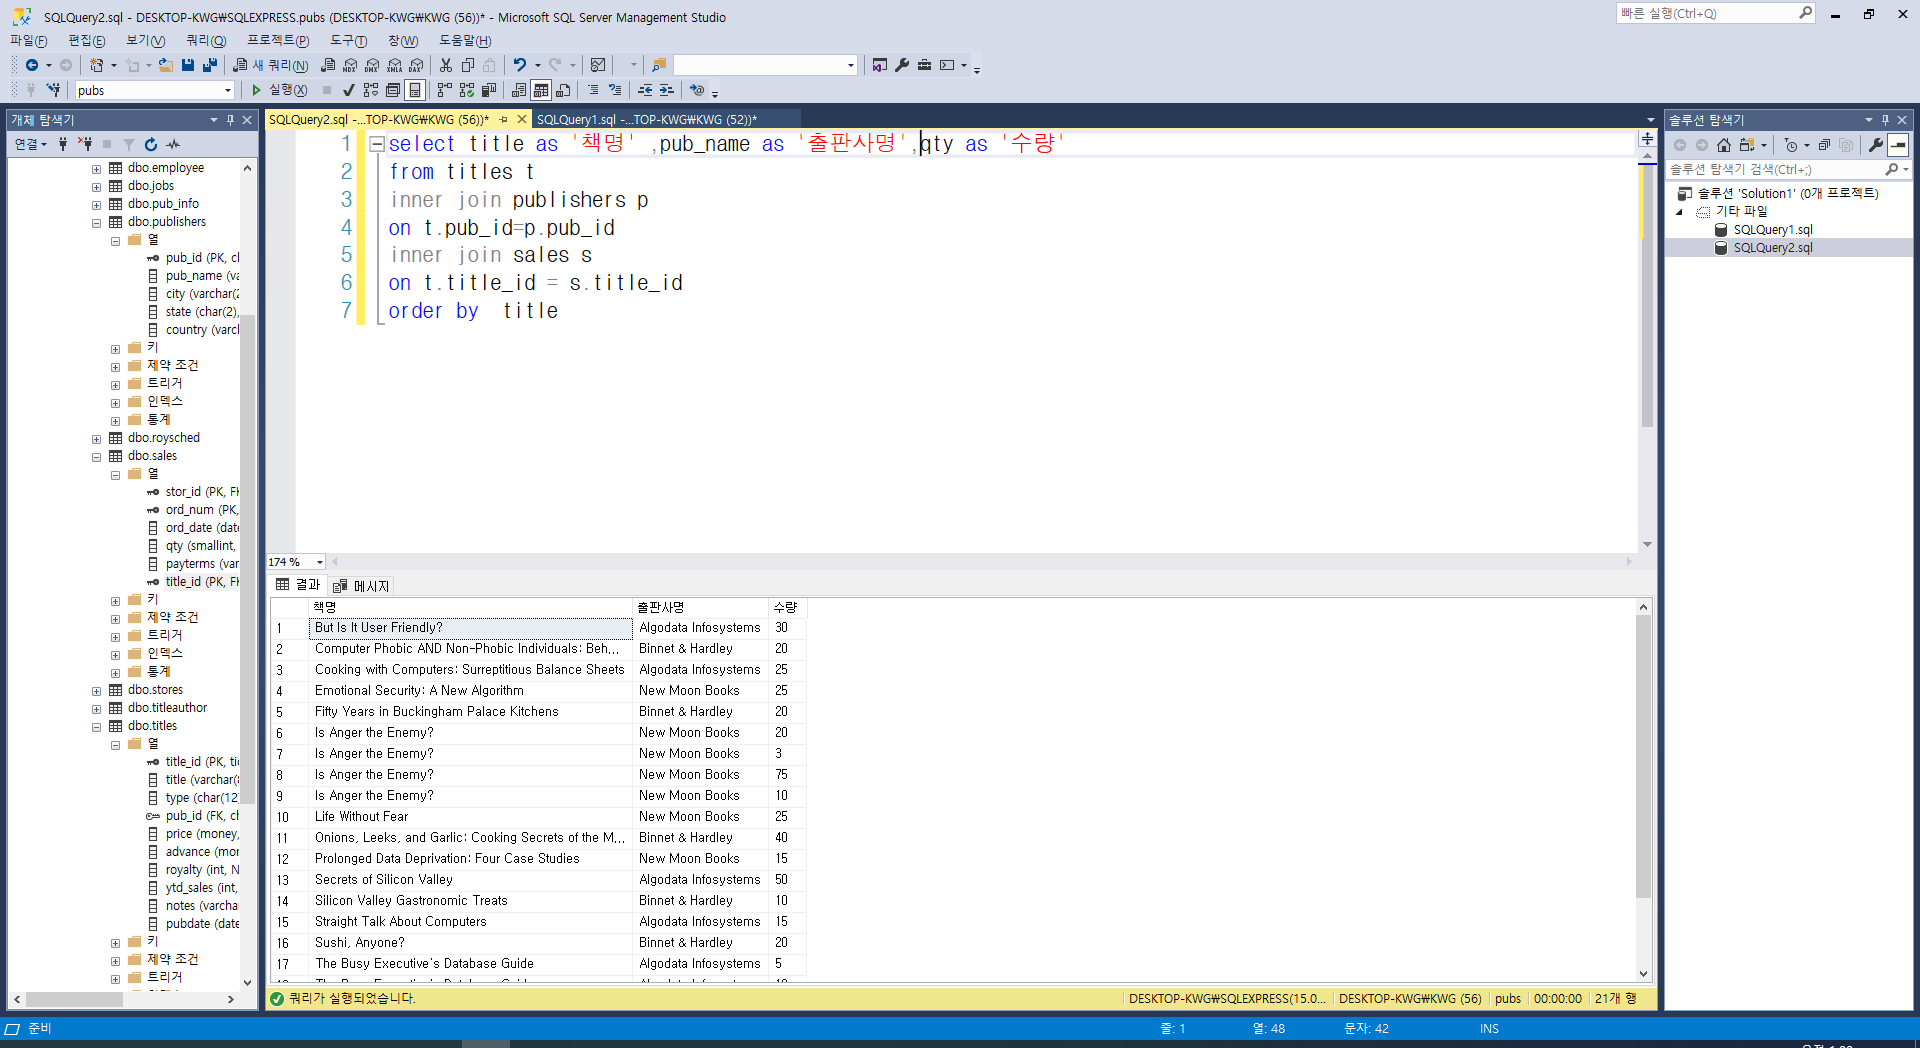 SQLQuery2.sql - DESKTOP-KWG₩SQLEXPRESS.pubs (DESKTOP-KWG₩KWG (56))* - Microsoft SQL Server Management Studio
빠른 실행(Ctrl+Q)
파일(F) 편집(E) 보기(V) 쿼리(Q) 프로젝트(P) 도구(T) 창(W) 도움말(H)
새 쿼리(N) MDX DMX XMLA DAX
pubs 실행(X)
개체 탐색기
연결
dbo.employee
dbo.jobs
dbo.pub_info
dbo.publishers
열
pub_id (PK, ch
pub_name (va
city (varchar(2
state (char(2),
country (varch
키
제약 조건
트리거
인덱스
통계
dbo.roysched
dbo.sales
열
stor_id (PK, FK
ord_num (PK,
ord_date (date
qty (smallint,
payterms (var
title_id (PK, FK
키
제약 조건
트리거
인덱스
통계
dbo.stores
dbo.titleauthor
dbo.titles
열
title_id (PK, tid
title (varchar(8
type (char(12)
pub_id (FK, ch
price (money,
advance (mon
royalty (int, N
ytd_sales (int,
notes (varcha
pubdate (date
키
제약 조건
트리거
SQLQuery2.sql -...TOP-KWG₩KWG (56))* SQLQuery1.sql -...TOP-KWG₩KWG (52))*
1 select title as '책명' ,pub_name as '출판사명',qty as '수량'
2 from titles t
3 inner join publishers p
4 on t.pub_id=p.pub_id
5 inner join sales s
6 on t.title_id = s.title_id
7 order by  title
174 %
결과 메시지
책명 출판사명 수량
1 But Is It User Friendly? Algodata Infosystems 30
2 Computer Phobic AND Non-Phobic Individuals: Beh... Binnet & Hardley 20
3 Cooking with Computers: Surreptitious Balance Sheets Algodata Infosystems 25
4 Emotional Security: A New Algorithm New Moon Books 25
5 Fifty Years in Buckingham Palace Kitchens Binnet & Hardley 20
6 Is Anger the Enemy? New Moon Books 20
7 Is Anger the Enemy? New Moon Books 3
8 Is Anger the Enemy? New Moon Books 75
9 Is Anger the Enemy? New Moon Books 10
10 Life Without Fear New Moon Books 25
11 Onions, Leeks, and Garlic: Cooking Secrets of the M... Binnet & Hardley 40
12 Prolonged Data Deprivation: Four Case Studies New Moon Books 15
13 Secrets of Silicon Valley Algodata Infosystems 50
14 Silicon Valley Gastronomic Treats Binnet & Hardley 10
15 Straight Talk About Computers Algodata Infosystems 15
16 Sushi, Anyone? Binnet & Hardley 20
17 The Busy Executive's Database Guide Algodata Infosystems 5
쿼리가 실행되었습니다. DESKTOP-KWG₩SQLEXPRESS(15.0... DESKTOP-KWG₩KWG (56) pubs 00:00:00 21개 행
솔루션 탐색기
솔루션 탐색기 검색(Ctrl+;)
솔루션 'Solution1' (0개 프로젝트)
기타 파일
SQLQuery1.sql
SQLQuery2.sql
준비 줄: 1 열: 48 문자: 42 INS